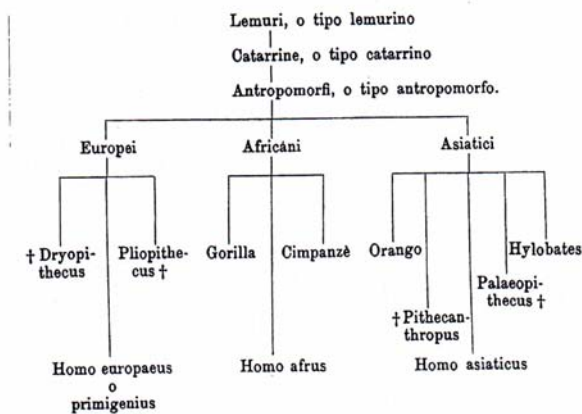 Lemuri, o tipo lemurino
Catarrine, o tipo catarrino
Antropomorfi, o tipo antropomorfo.
Europei
Africani
Asiatici
† Dryopi-
thecus
Pliopithe-
cus †
Gorilla
Cimpanzè
Orango
Hylobates
Palaeopi-
thecus †
† Pithecan-
thropus
Homo europaeus
o
primigenius
Homo afrus
Homo asiaticus